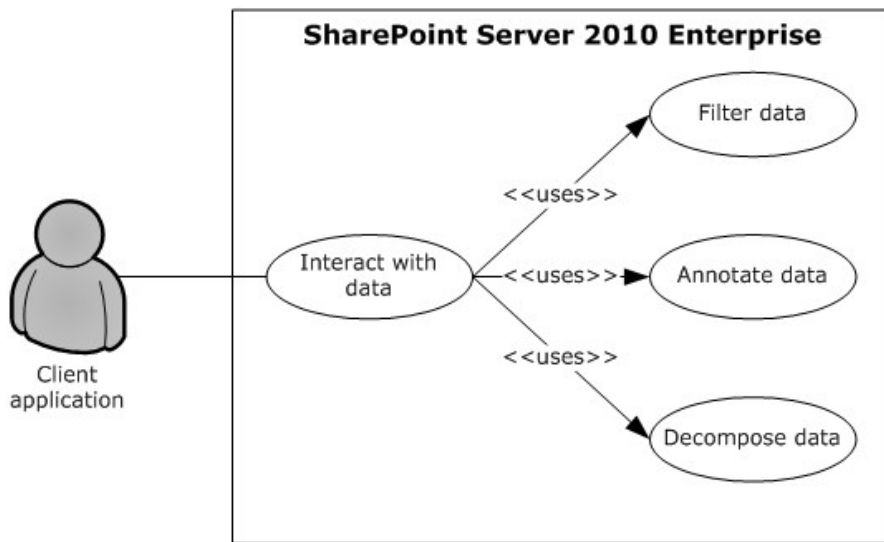 SharePoint Server 2010 Enterprise
Filter data
<<uses>>
Interact with
data
<<uses>>
Annotate data
<<uses>>
Client
application
Decompose data